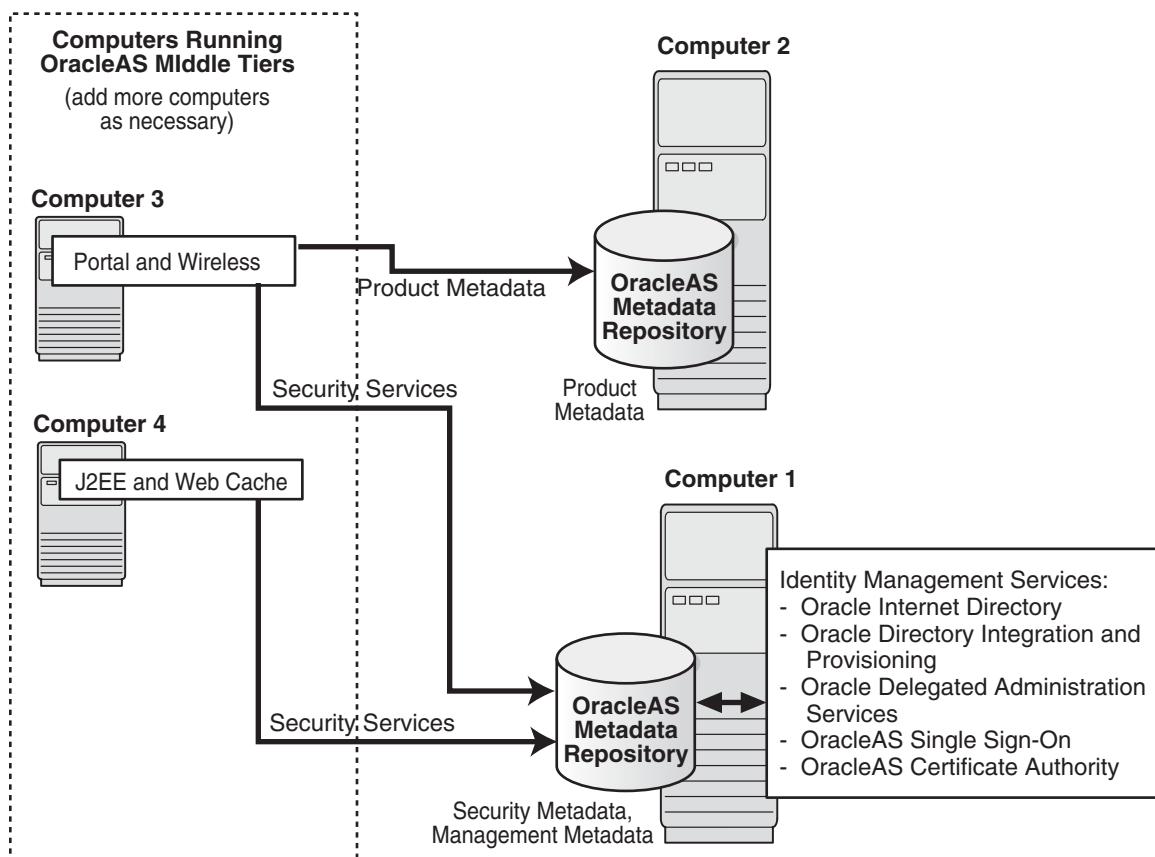 Computers Running
OracleAS MIddle Tiers
(add more computers
as necessary)
Computer 2
Computer 3
Portal and Wireless
Product Metadata
OracleAS
Metadata
Repository
Product
Metadata
Security Services
Computer 4
J2EE and Web Cache
Computer 1
Identity Management Services:
- Oracle Internet Directory
- Oracle Directory Integration and
Provisioning
- Oracle Delegated Administration
Services
- OracleAS Single Sign-On
- OracleAS Certificate Authority
OracleAS
Metadata
Repository
Security Services
Security Metadata,
Management Metadata